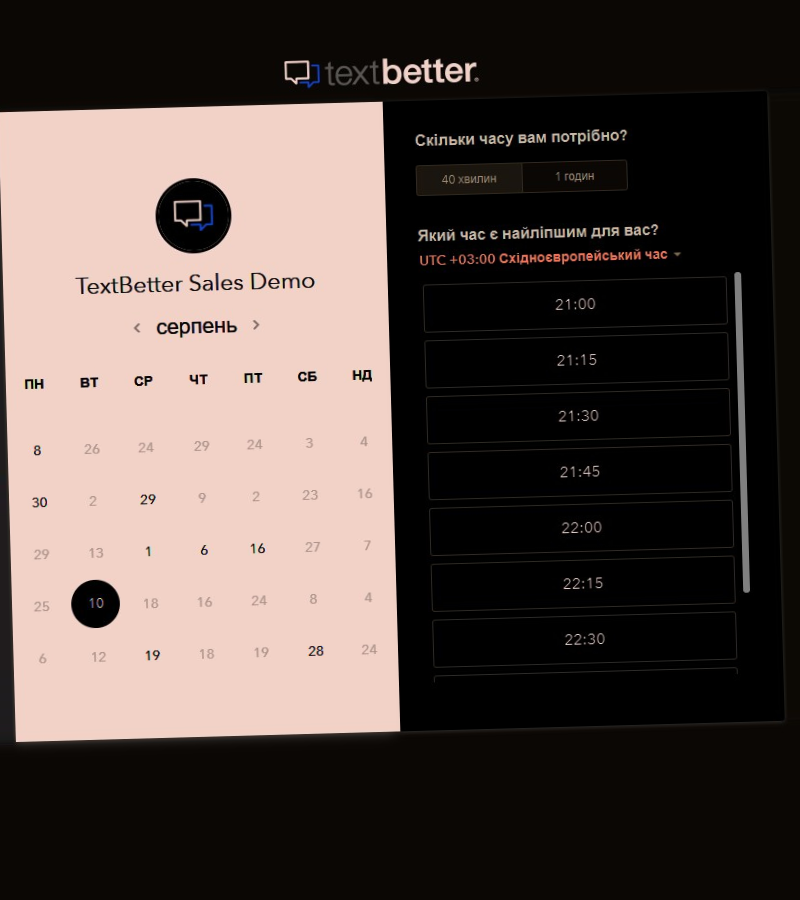 textbetter.
TextBetter Sales Demo
серпень
ПН ВТ СР ЧТ ПТ СБ НД
8 26 24 29 24 3 4
30 2 29 9 2 23 16
29 13 1 6 16 27 7
25 10 18 16 24 8 4
6 12 19 18 19 28 24
Скільки часу вам потрібно?
40 хвилин 1 годин
Який час є найліпшим для вас?
UTC +03:00 Східноєвропейський час
21:00
21:15
21:30
21:45
22:00
22:15
22:30